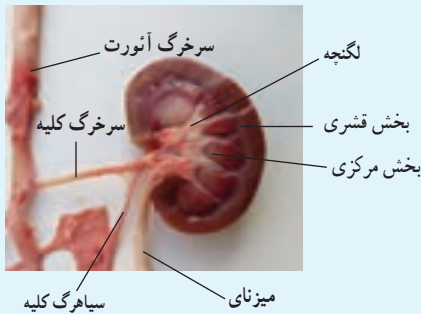 سرخرگ آئورت
لگنچه
سرخرگ کلیه
بخش قشری
بخش مرکزی
میزنای
سیاهرگ کلیه